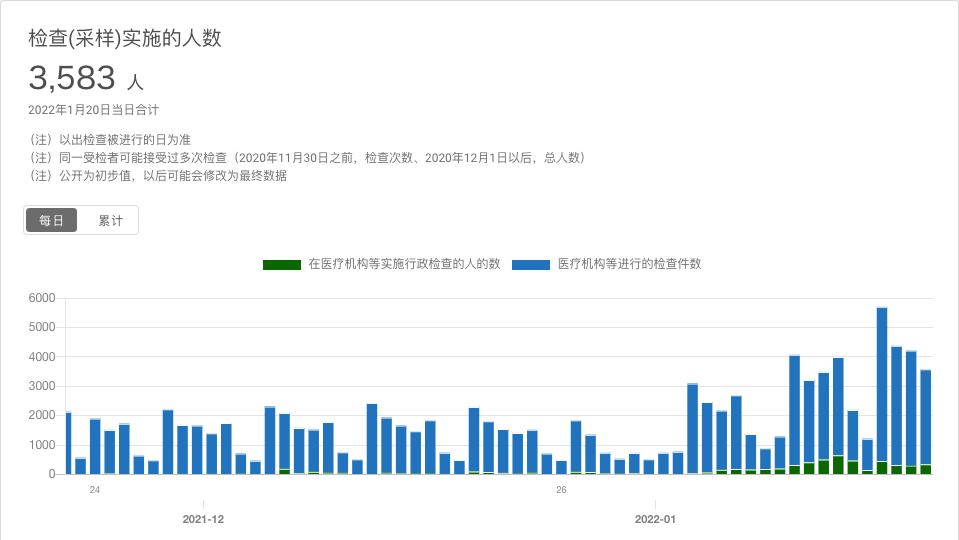 检查(采样)实施的人数
3,583 人
2022年1月20日当日合计
（注）以出检查被进行的日为准
（注）同一受检者可能接受过多次检查（2020年11月30日之前，检查次数、2020年12月1日以后，总人数）
（注）公开为初步值，以后可能会修改为最终数据
每日 累计
在医疗机构等实施行政检查的人的数 医疗机构等进行的检查件数
6000
5000
4000
3000
2000
1000
0
24 26
2021-12 2022-01